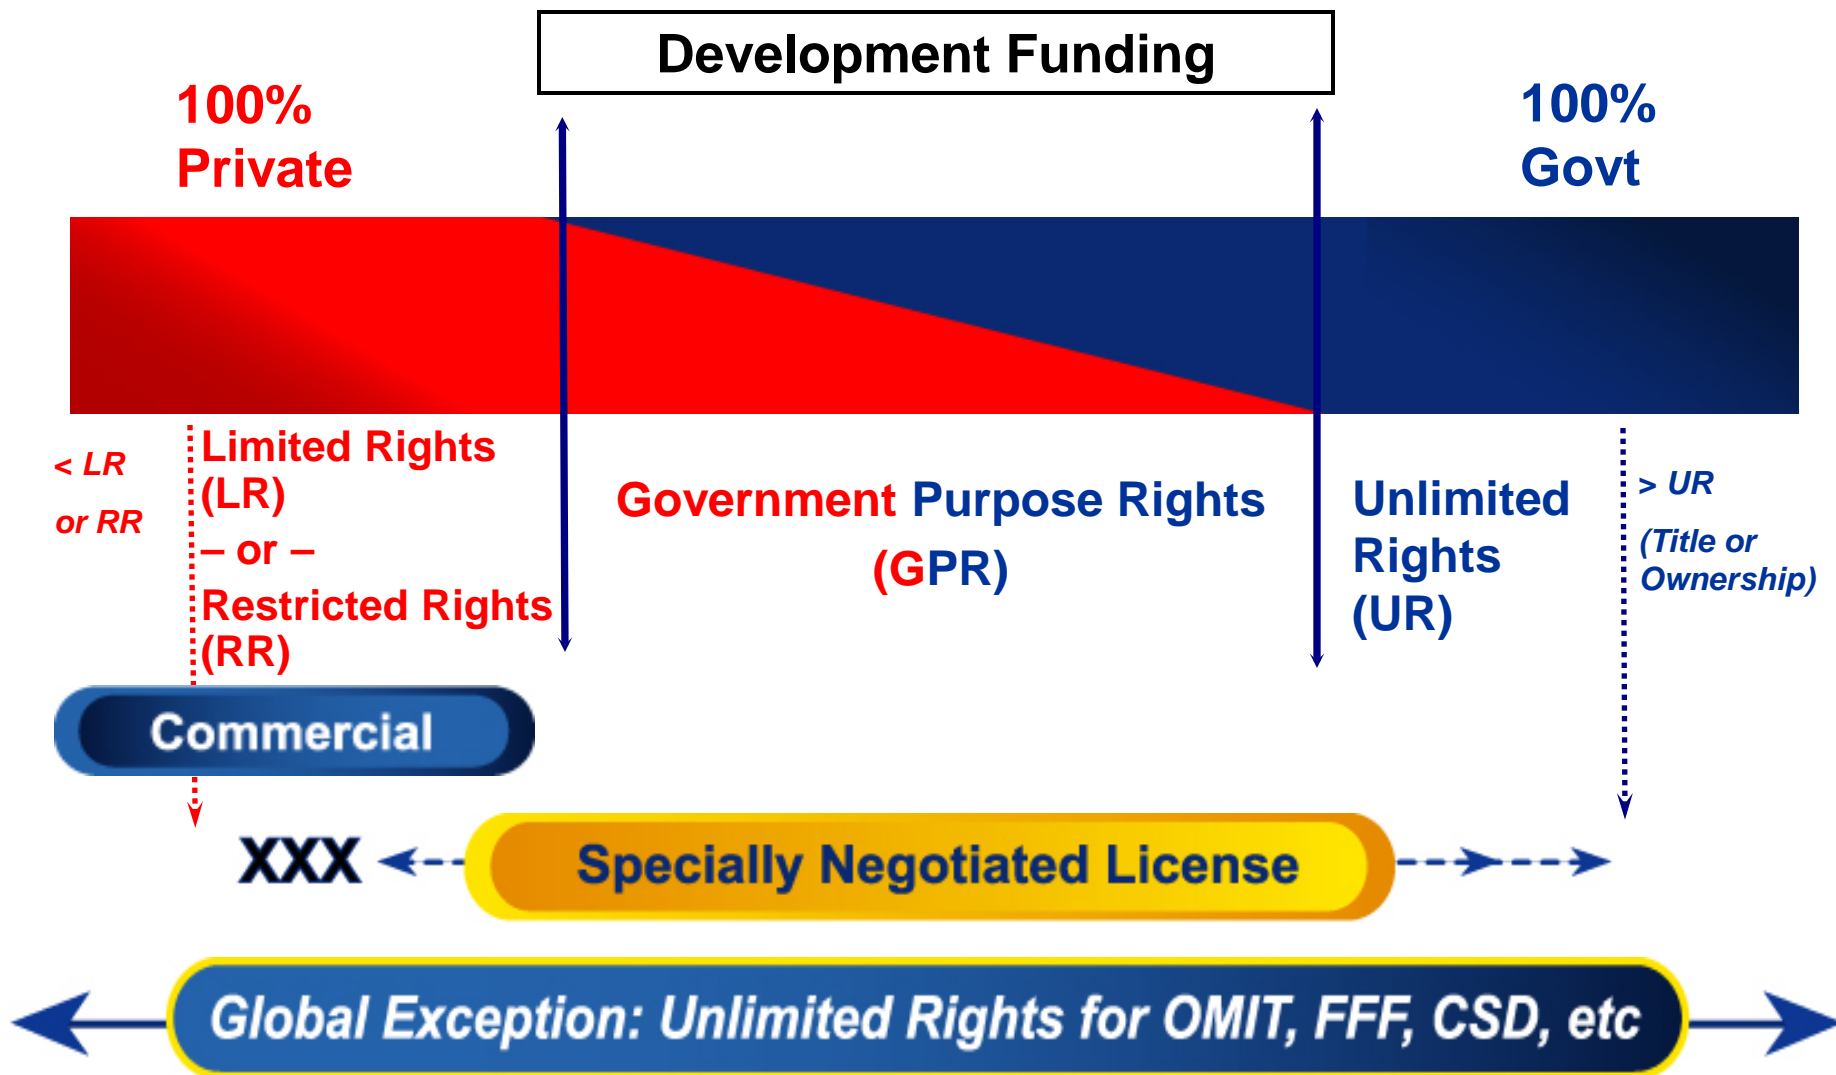 Development Funding
100%
Private
100%
Govt
< LR
or RR
Limited Rights
(LR)
– or –
Restricted Rights
(RR)
Government Purpose Rights
(GPR)
Unlimited
Rights
(UR)
> UR
(Title or
Ownership)
Commercial
XXX
Specially Negotiated License
Global Exception: Unlimited Rights for OMIT, FFF, CSD, etc